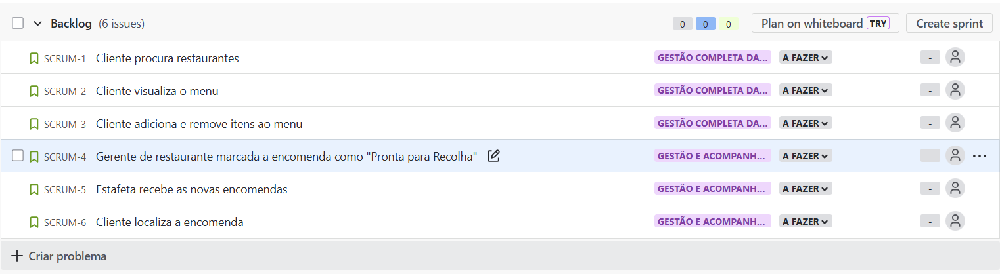 Backlog (6 issues) 0 0 0 Plan on whiteboard TRY Create sprint
SCRUM-1 Cliente procura restaurantes GESTÃO COMPLETA DA... A FAZER -
SCRUM-2 Cliente visualiza o menu GESTÃO COMPLETA DA... A FAZER -
SCRUM-3 Cliente adiciona e remove itens ao menu GESTÃO COMPLETA DA... A FAZER -
SCRUM-4 Gerente de restaurante marcada a encomenda como "Pronta para Recolha" GESTÃO E ACOMPANH... A FAZER -
SCRUM-5 Estafeta recebe as novas encomendas GESTÃO E ACOMPANH... A FAZER -
SCRUM-6 Cliente localiza a encomenda GESTÃO E ACOMPANH... A FAZER -
Criar problema